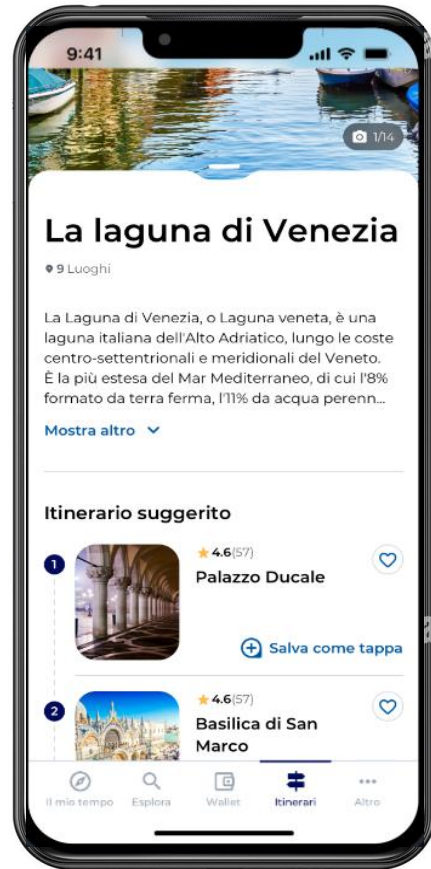 9:41
1/14
La laguna di Venezia
9 Luoghi
La Laguna di Venezia, o Laguna veneta, è una
laguna italiana dell'Alto Adriatico, lungo le coste
centro-settentrionali e meridionali del Veneto.
È la più estesa del Mar Mediterraneo, di cui l'8%
formato da terra ferma, l'11% da acqua perenn...
Mostra altro
Itinerario suggerito
1
4.6(57)
Palazzo Ducale
Salva come tappa
2
4.6(57)
Basilica di San
Marco
Il mio tempo Esplora Wallet Itinerari Altro